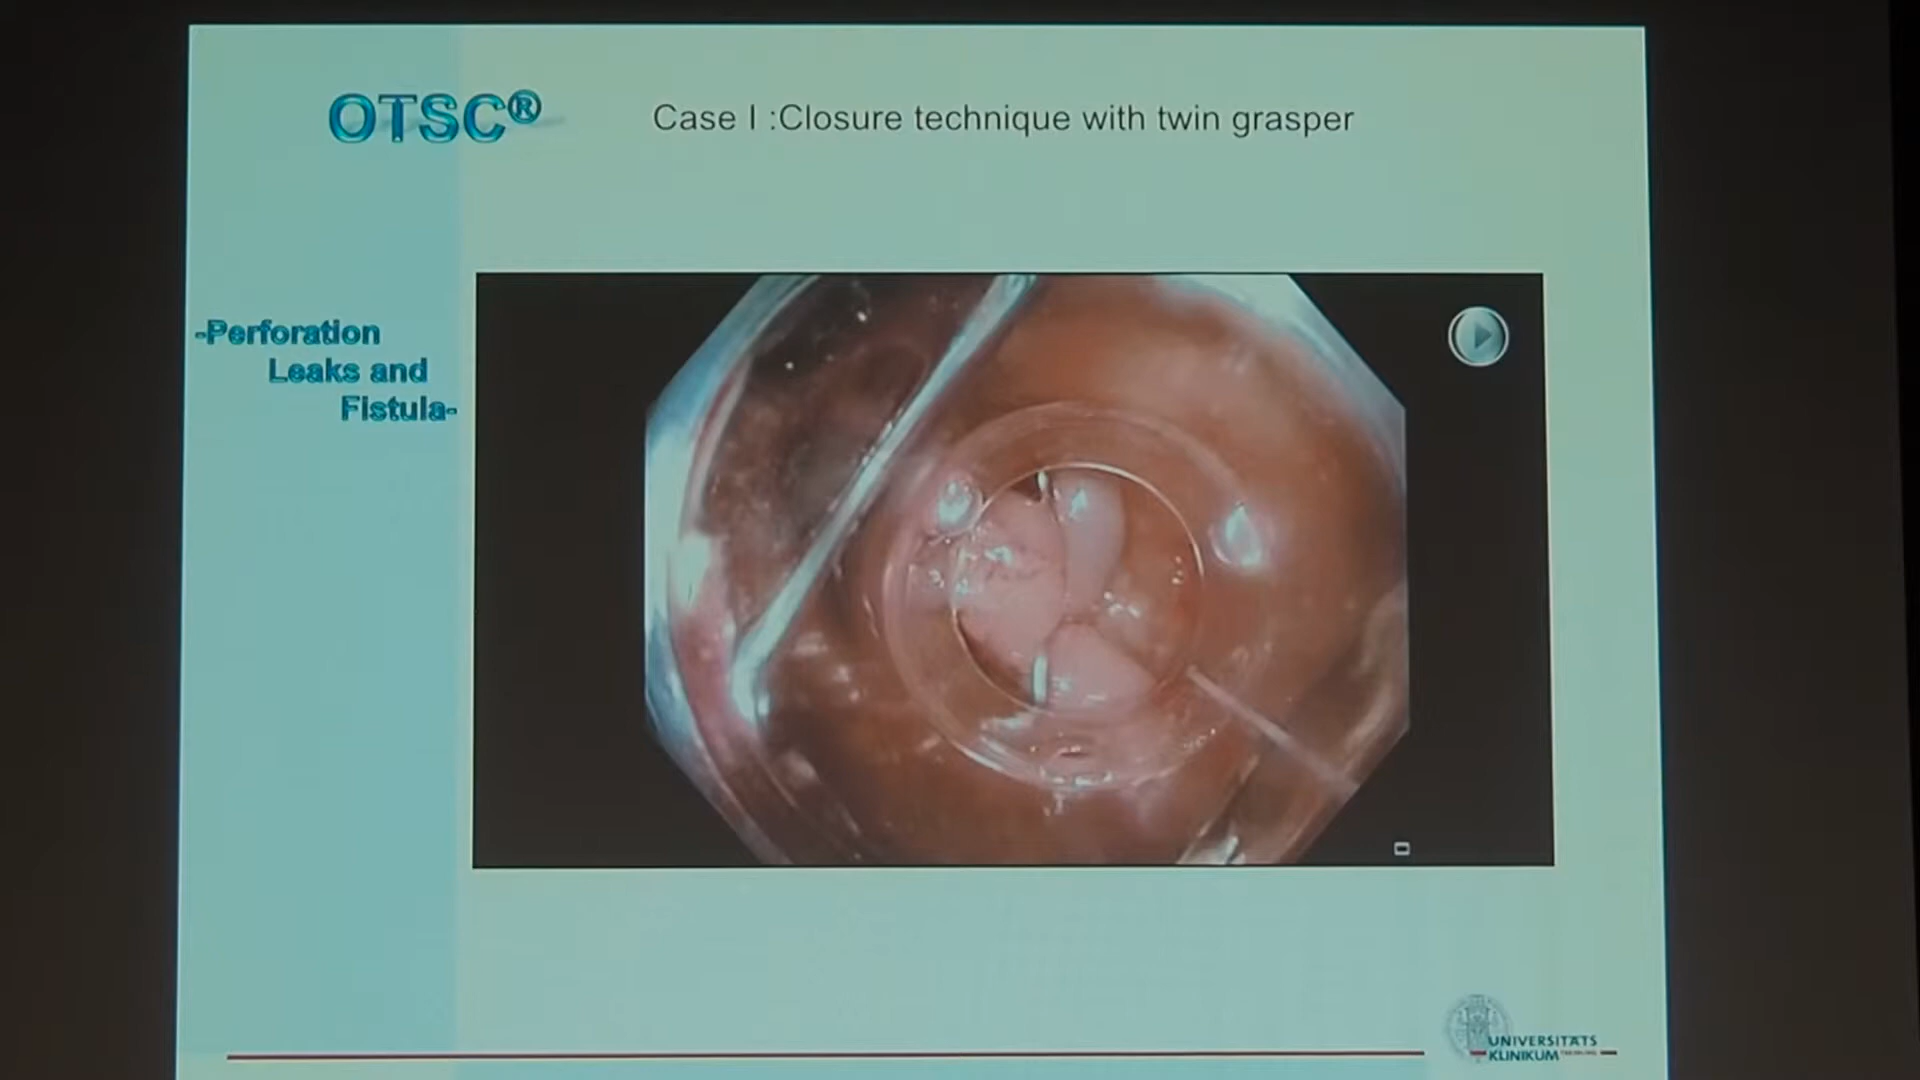 OTSC®
Case I :Closure technique with twin grasper
-Perforation
Leaks and
Fistula-
UNIVERSITÄTS
KLINIKUM